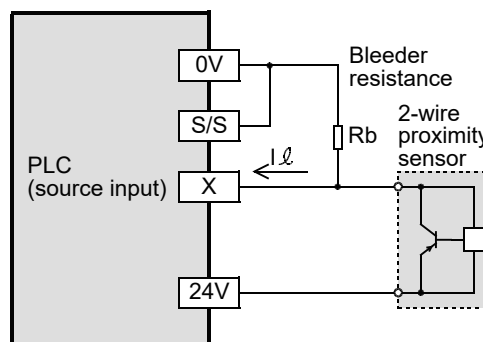 0V
S/S
PLC
(source input)
X
24V
Iℓ
Bleeder
resistance
Rb
2-wire
proximity
sensor